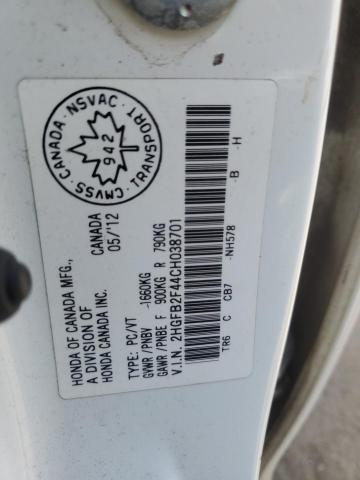 HONDA OF CANADA MFG.,
A DIVISION OF
HONDA CANADA INC.
CANADA
05/'12
CANADA · NSVAC ·
942
CMVSS · TRANSPORT
TYPE: PC/VT
GVWR / PNBV -1660KG
GAWR / PNBE F 900KG R 790KG
V.I.N. 2HGFB2F44CH038701
TR6 C CB7 -NH578 -B -H